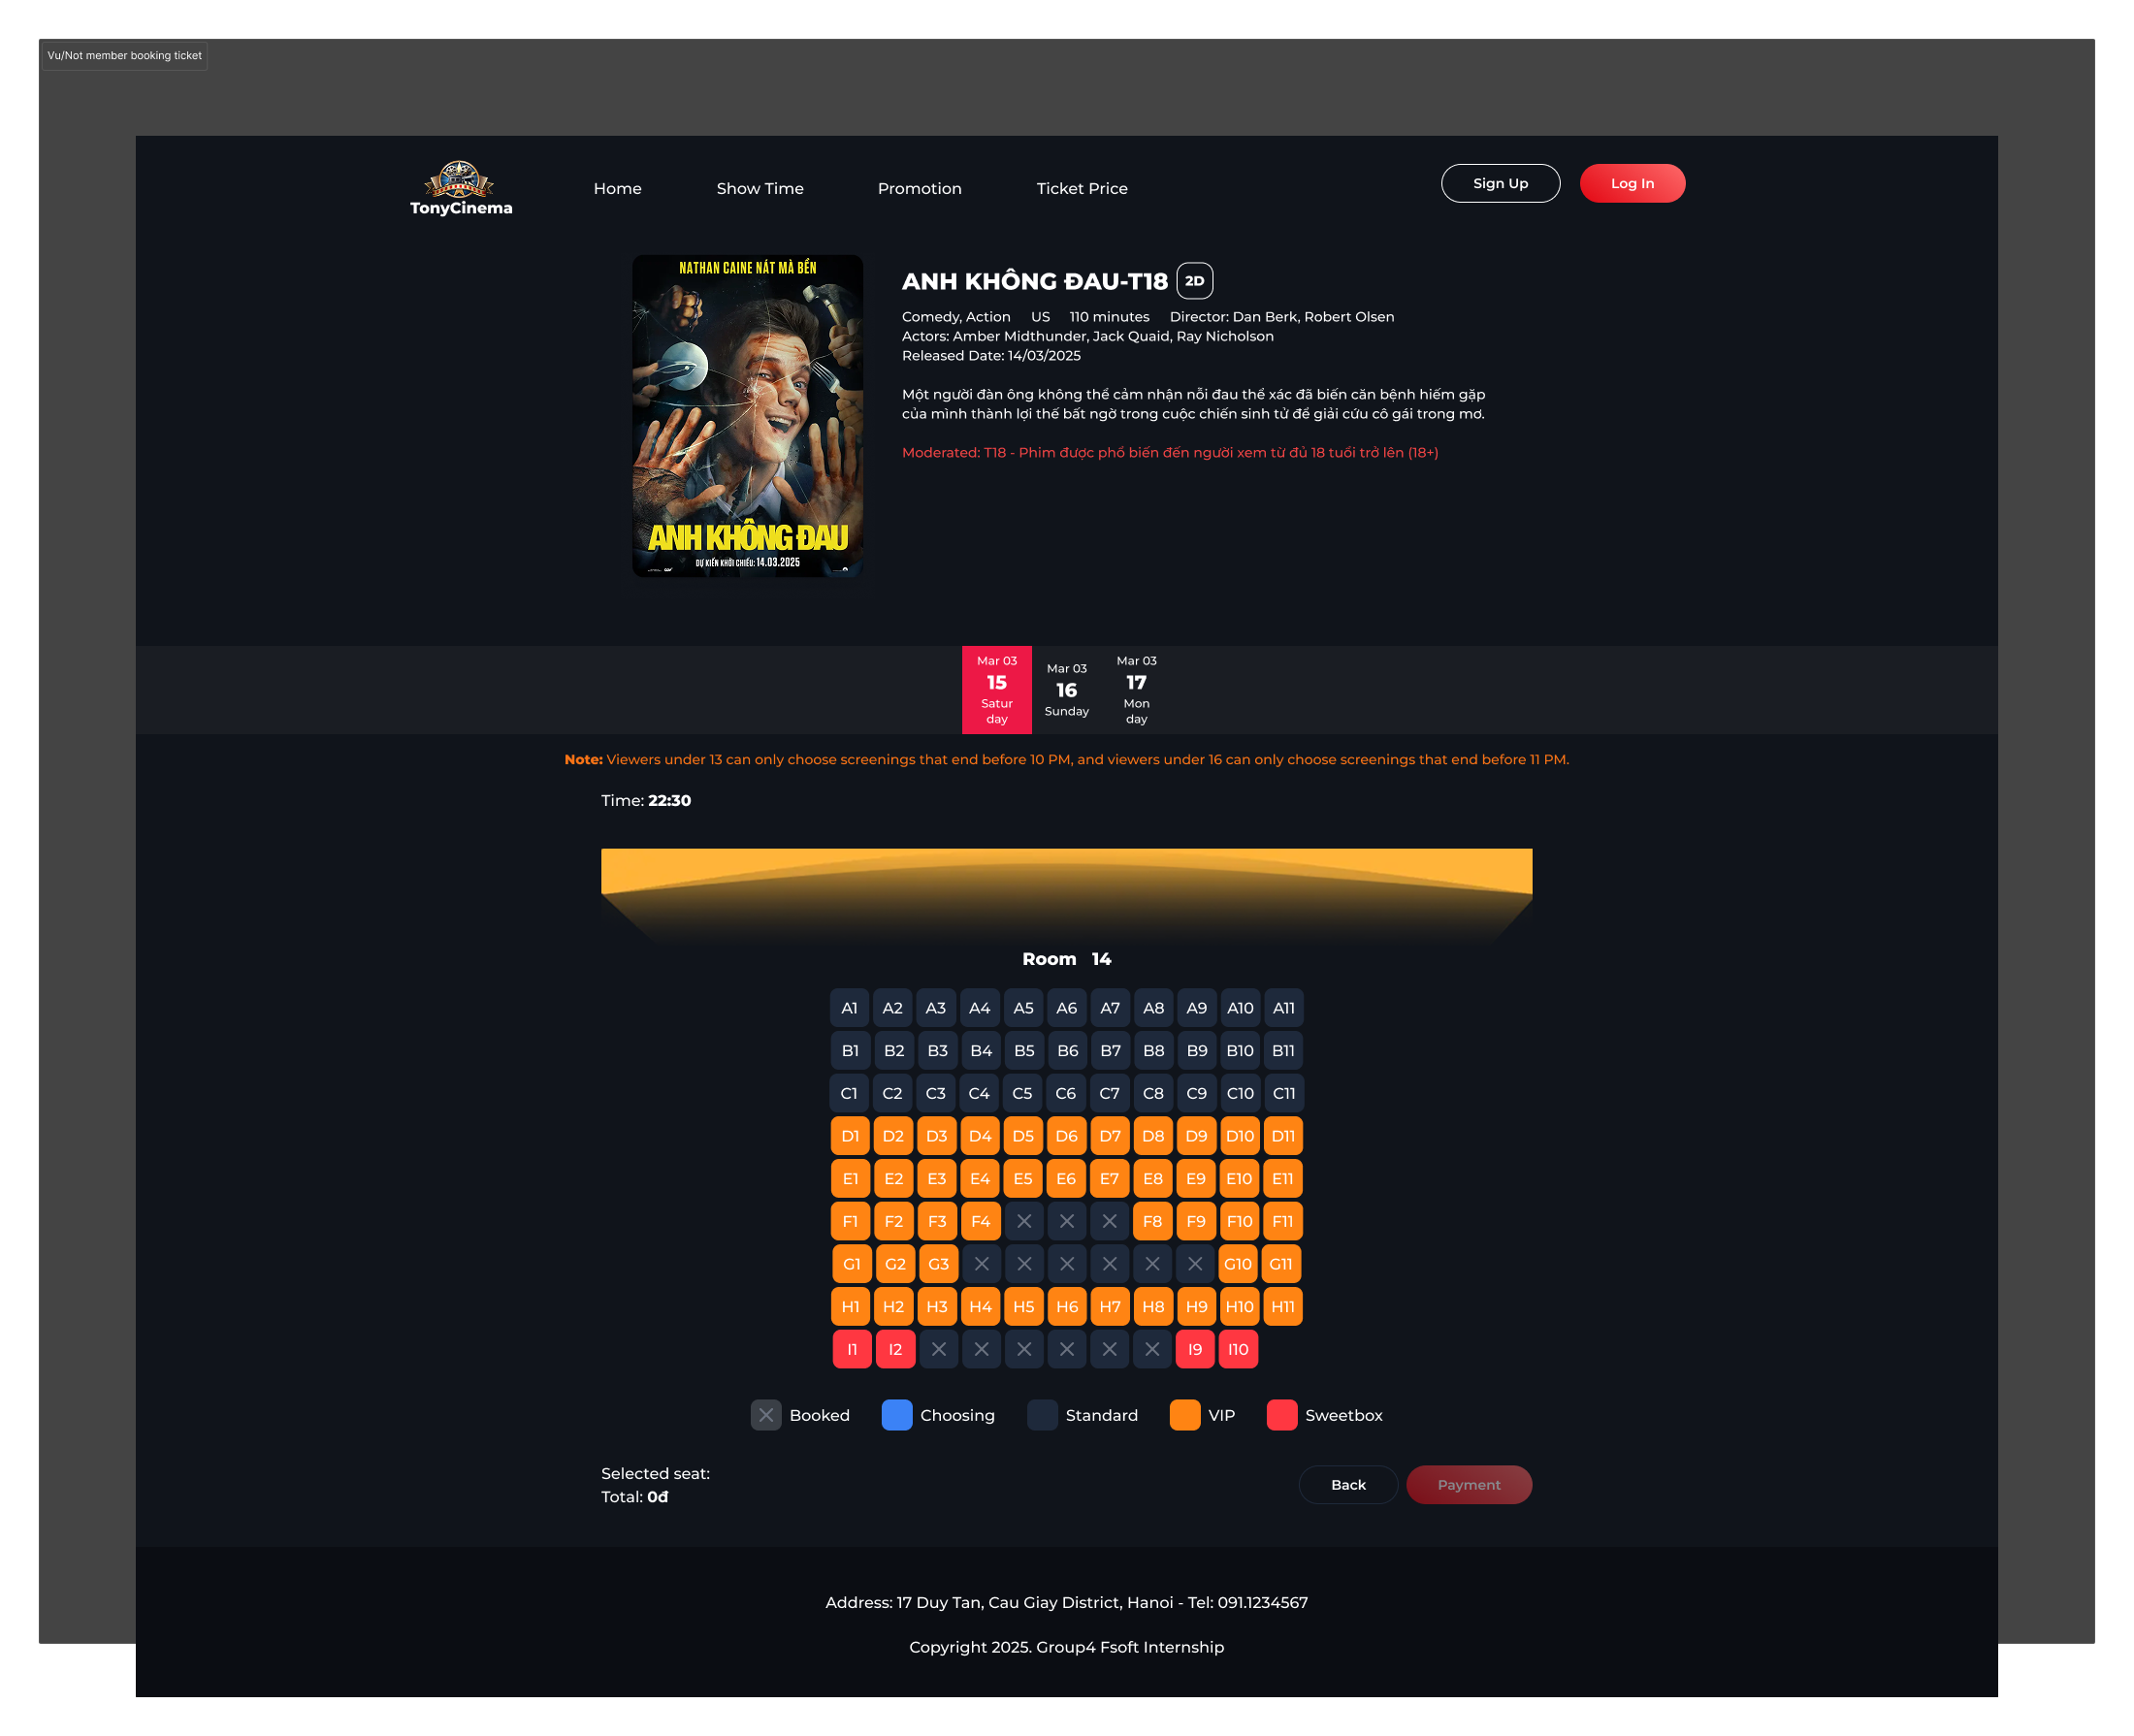 Vu/Not member booking ticket
TonyCinema
Home Show Time Promotion Ticket Price Sign Up Log In
NATHAN CAINE NÁT MÀ BỀN
ANH KHÔNG ĐAU
DỰ KIẾN KHỞI CHIẾU: 14.03.2025
ANH KHÔNG ĐAU-T18 2D
Comedy, Action US 110 minutes Director: Dan Berk, Robert Olsen
Actors: Amber Midthunder, Jack Quaid, Ray Nicholson
Released Date: 14/03/2025
Một người đàn ông không thể cảm nhận nỗi đau thể xác đã biến căn bệnh hiếm gặp
của mình thành lợi thế bất ngờ trong cuộc chiến sinh tử để giải cứu cô gái trong mơ.
Moderated: T18 - Phim được phổ biến đến người xem từ đủ 18 tuổi trở lên (18+)
Mar 03
15
Satur
day
Mar 03
16
Sunday
Mar 03
17
Mon
day
Note: Viewers under 13 can only choose screenings that end before 10 PM, and viewers under 16 can only choose screenings that end before 11 PM.
Time: 22:30
Room 14
A1 A2 A3 A4 A5 A6 A7 A8 A9 A10 A11
B1 B2 B3 B4 B5 B6 B7 B8 B9 B10 B11
C1 C2 C3 C4 C5 C6 C7 C8 C9 C10 C11
D1 D2 D3 D4 D5 D6 D7 D8 D9 D10 D11
E1 E2 E3 E4 E5 E6 E7 E8 E9 E10 E11
F1 F2 F3 F4 F8 F9 F10 F11
G1 G2 G3 G10 G11
H1 H2 H3 H4 H5 H6 H7 H8 H9 H10 H11
I1 I2 I9 I10
Booked Choosing Standard VIP Sweetbox
Selected seat:
Total: 0đ
Back Payment
Address: 17 Duy Tan, Cau Giay District, Hanoi - Tel: 091.1234567
Copyright 2025. Group4 Fsoft Internship